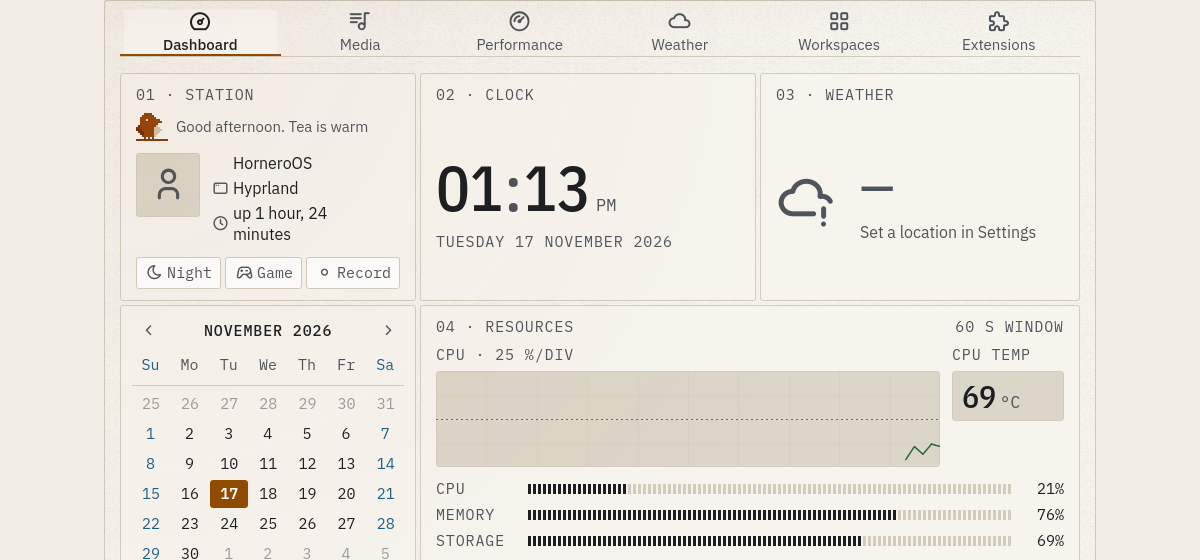 Dashboard Media Performance Weather Workspaces Extensions
01 · STATION
Good afternoon. Tea is warm
HorneroOS
Hyprland
up 1 hour, 24
minutes
Night Game Record
02 · CLOCK
01:13 PM
TUESDAY 17 NOVEMBER 2026
03 · WEATHER
—
Set a location in Settings
NOVEMBER 2026
Su Mo Tu We Th Fr Sa
25 26 27 28 29 30 31
1 2 3 4 5 6 7
8 9 10 11 12 13 14
15 16 17 18 19 20 21
22 23 24 25 26 27 28
29 30 1 2 3 4 5
04 · RESOURCES 60 S WINDOW
CPU · 25 %/DIV CPU TEMP
69 °C
CPU 21%
MEMORY 76%
STORAGE 69%